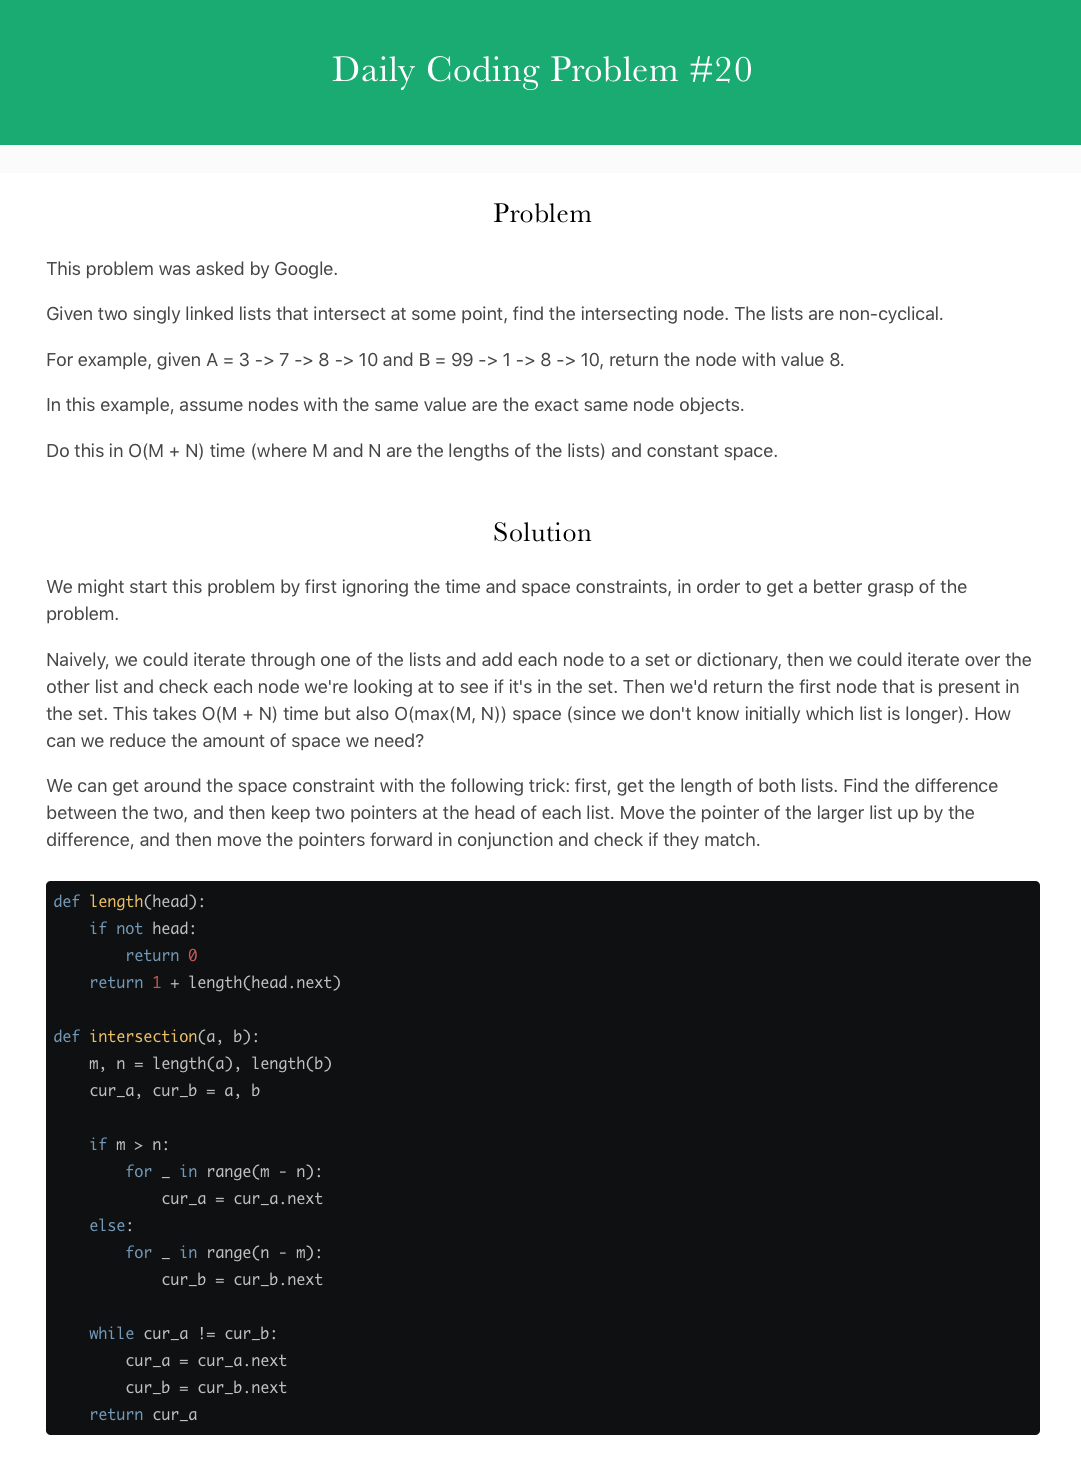 Daily Coding Problem #20
Problem
This problem was asked by Google.
Given two singly linked lists that intersect at some point, find the intersecting node. The lists are non-cyclical.
For example, given A = 3 -> 7 -> 8 -> 10 and B = 99 -> 1 -> 8 -> 10, return the node with value 8.
In this example, assume nodes with the same value are the exact same node objects.
Do this in O(M + N) time (where M and N are the lengths of the lists) and constant space.
Solution
We might start this problem by first ignoring the time and space constraints, in order to get a better grasp of the
problem.
Naively, we could iterate through one of the lists and add each node to a set or dictionary, then we could iterate over the
other list and check each node we're looking at to see if it's in the set. Then we'd return the first node that is present in
the set. This takes O(M + N) time but also O(max(M, N)) space (since we don't know initially which list is longer). How
can we reduce the amount of space we need?
We can get around the space constraint with the following trick: first, get the length of both lists. Find the difference
between the two, and then keep two pointers at the head of each list. Move the pointer of the larger list up by the
difference, and then move the pointers forward in conjunction and check if they match.
def length(head):
    if not head:
        return 0
    return 1 + length(head.next)
def intersection(a, b):
    m, n = length(a), length(b)
    cur_a, cur_b = a, b
    if m > n:
        for _ in range(m - n):
            cur_a = cur_a.next
    else:
        for _ in range(n - m):
            cur_b = cur_b.next
    while cur_a != cur_b:
        cur_a = cur_a.next
        cur_b = cur_b.next
    return cur_a